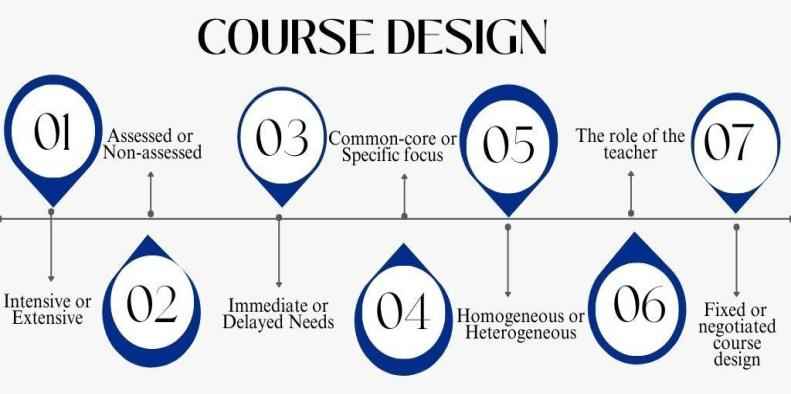 COURSE DESIGN
01
Intensive or
Extensive
Assessed or
Non-assessed
02
03
Immediate or
Delayed Needs
Common-core or
Specific focus
04
05
Homogeneous or
Heterogeneous
The role of the
teacher
06
07
Fixed or
negotiated
course
design